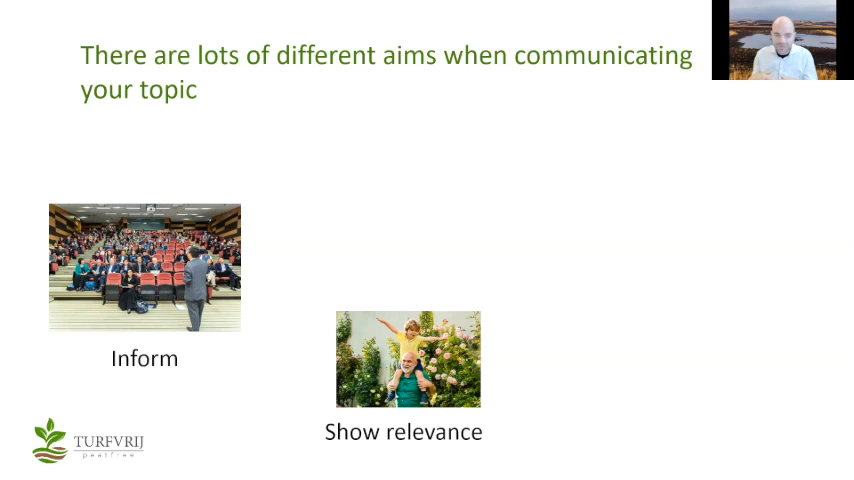 There are lots of different aims when communicating
your topic
Inform
Show relevance
TURFVRIJ
peatfree